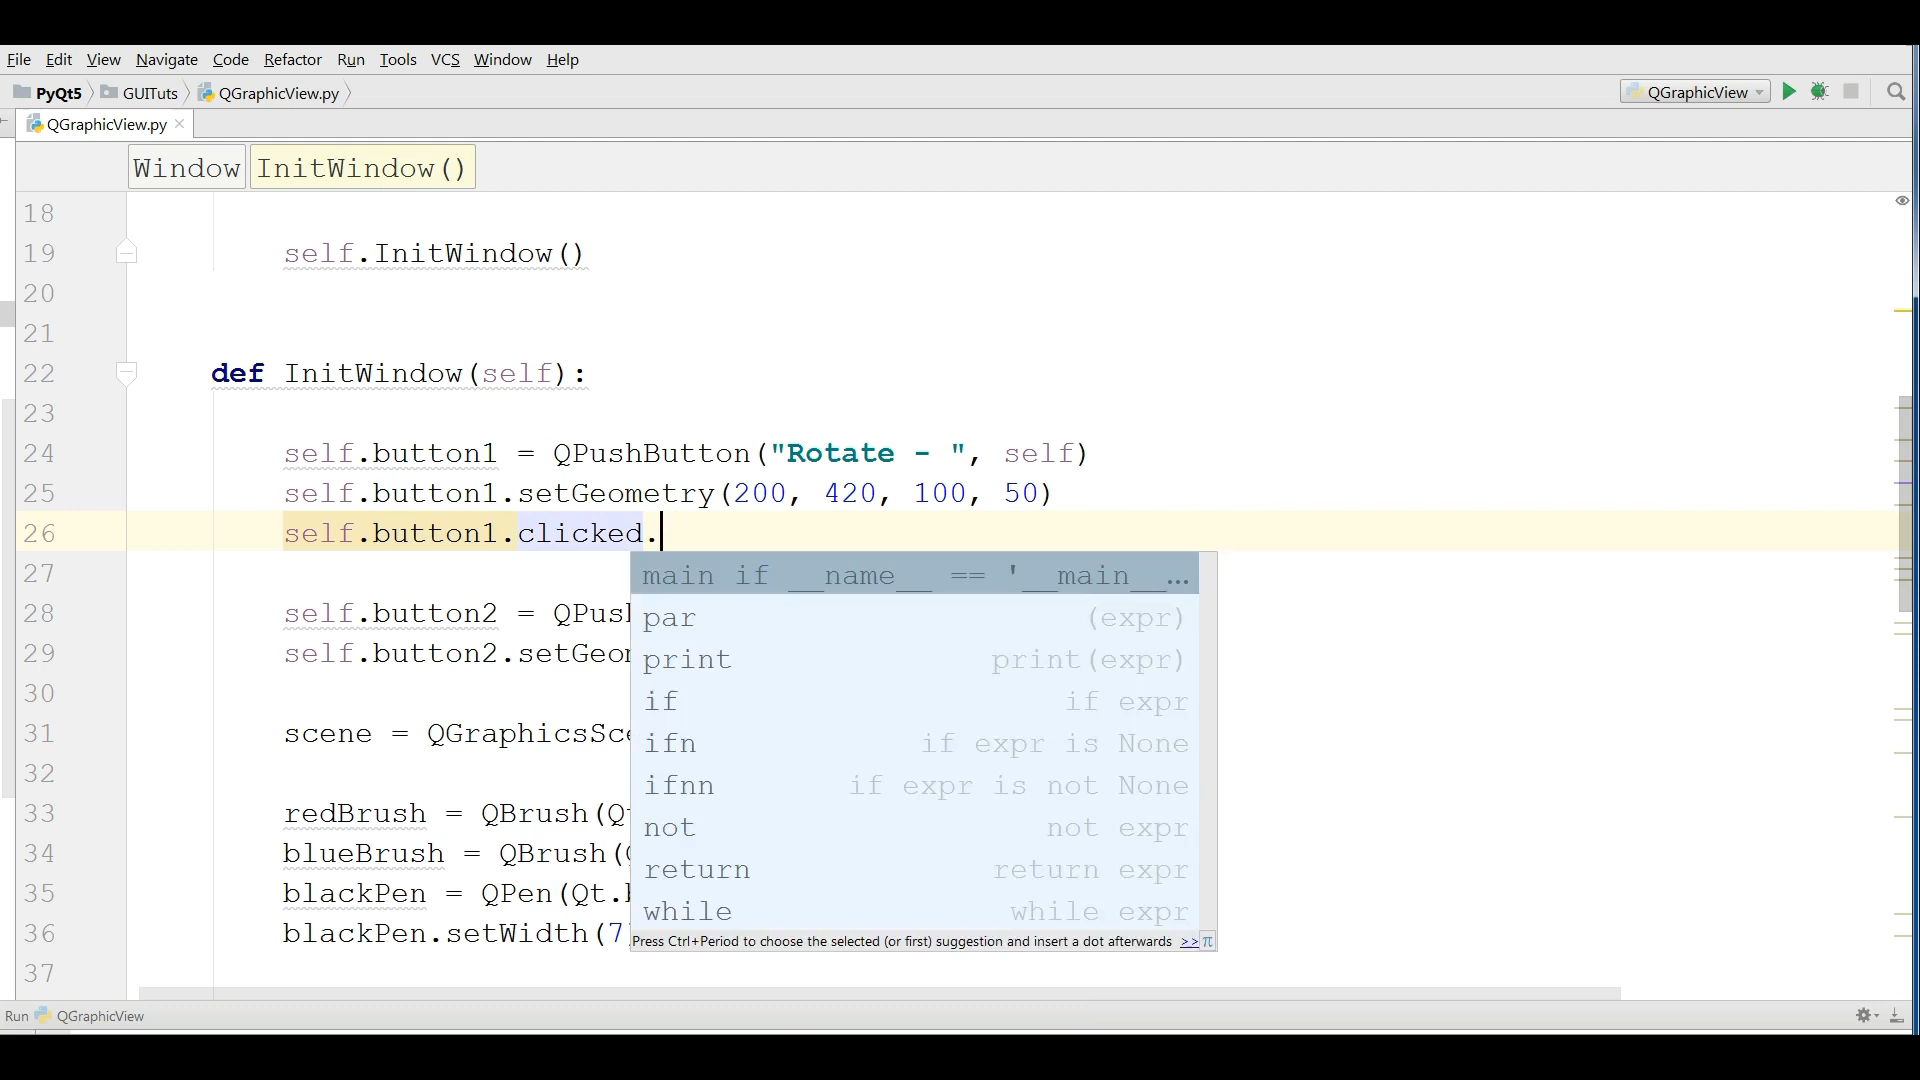 File Edit View Navigate Code Refactor Run Tools VCS Window Help
PyQt5 GUITuts QGraphicView.py QGraphicView
QGraphicView.py
Window InitWindow()
18
19 self.InitWindow()
20
21
22 def InitWindow(self):
23
24 self.button1 = QPushButton("Rotate - ", self)
25 self.button1.setGeometry(200, 420, 100, 50)
26 self.button1.clicked.
main if __name__ == '__main__...
27
par (expr)
28 self.button2 = QPush
29 self.button2.setGeom
print print(expr)
30
if if expr
31 scene = QGraphicsSce
ifn if expr is None
32
ifnn if expr is not None
33 redBrush = QBrush(Qt
not not expr
34 blueBrush = QBrush(
return return expr
35 blackPen = QPen(Qt.b
while while expr
36 blackPen.setWidth(7)
Press Ctrl+Period to choose the selected (or first) suggestion and insert a dot afterwards >> π
37
Run QGraphicView